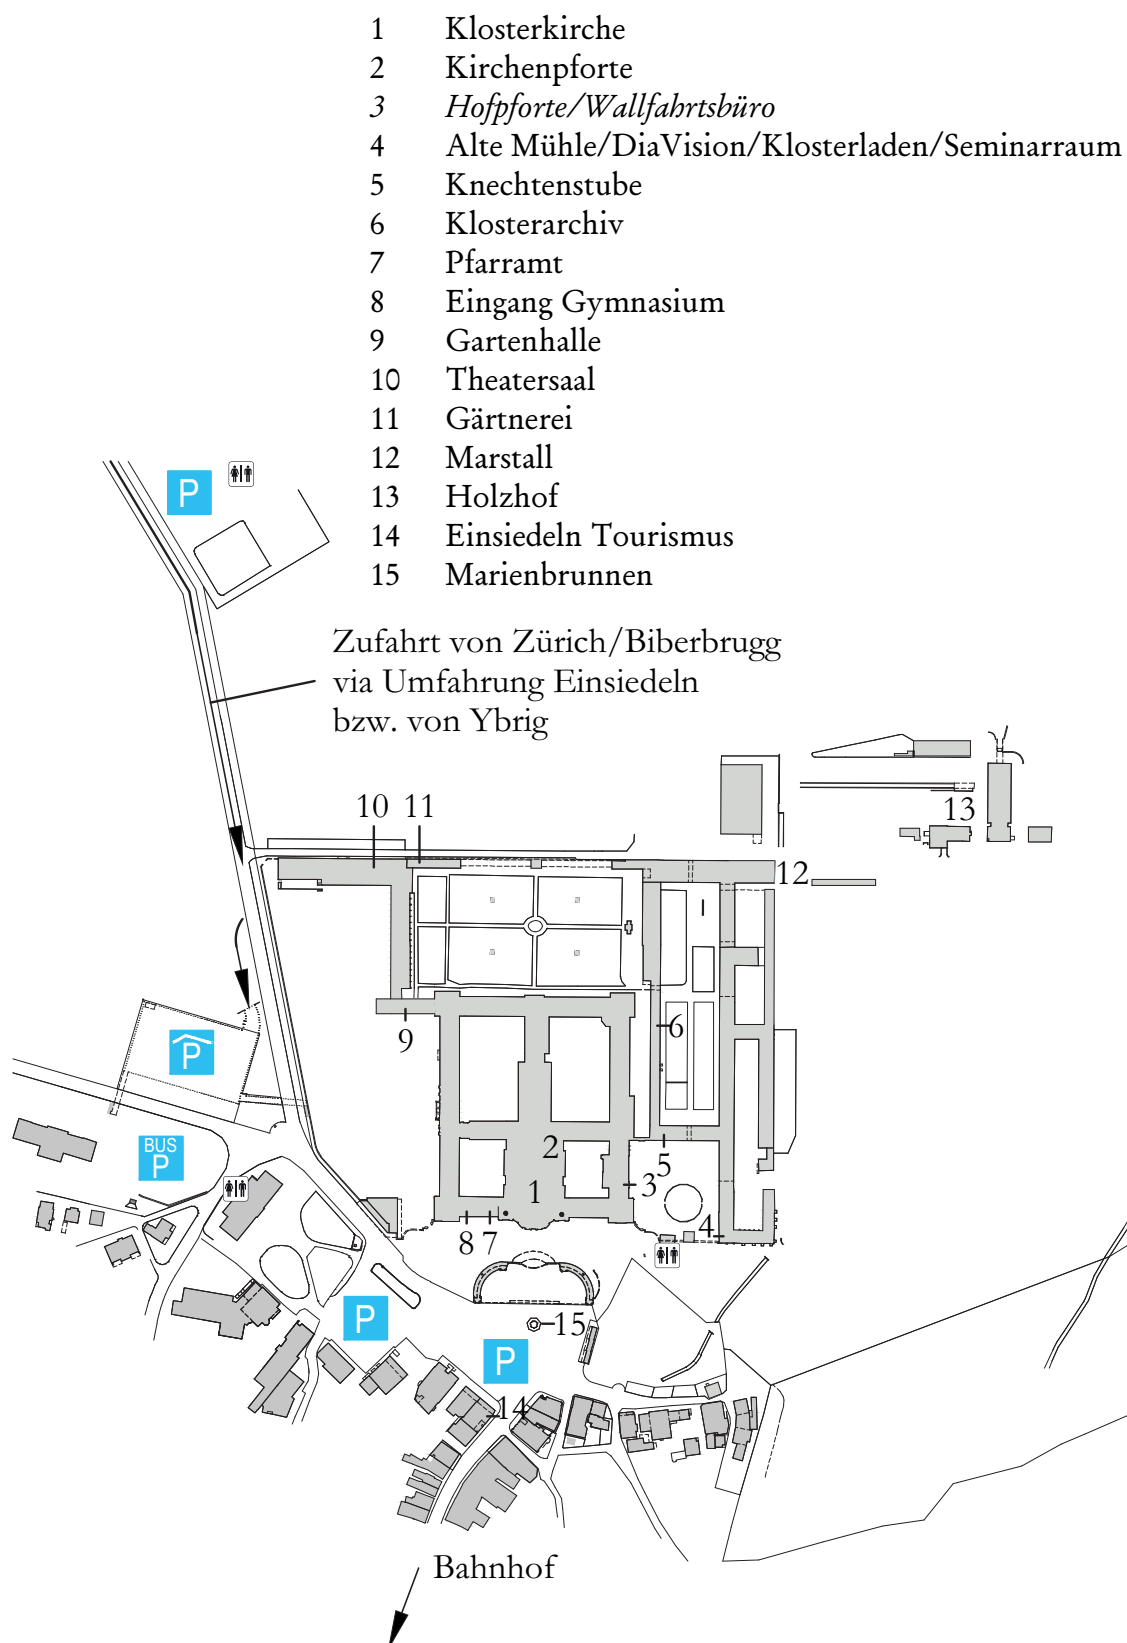 1 Klosterkirche
2 Kirchenpforte
3 Hofpforte/Wallfahrtsbüro
4 Alte Mühle/DiaVision/Klosterladen/Seminarraum
5 Knechtenstube
6 Klosterarchiv
7 Pfarramt
8 Eingang Gymnasium
9 Gartenhalle
10 Theatersaal
11 Gärtnerei
12 Marstall
13 Holzhof
14 Einsiedeln Tourismus
15 Marienbrunnen
P
Zufahrt von Zürich/Biberbrugg
via Umfahrung Einsiedeln
bzw. von Ybrig
10 11
13
12
6
9
P
BUS
P
2
5
1
3
8 7
4
15
P
P
14
Bahnhof